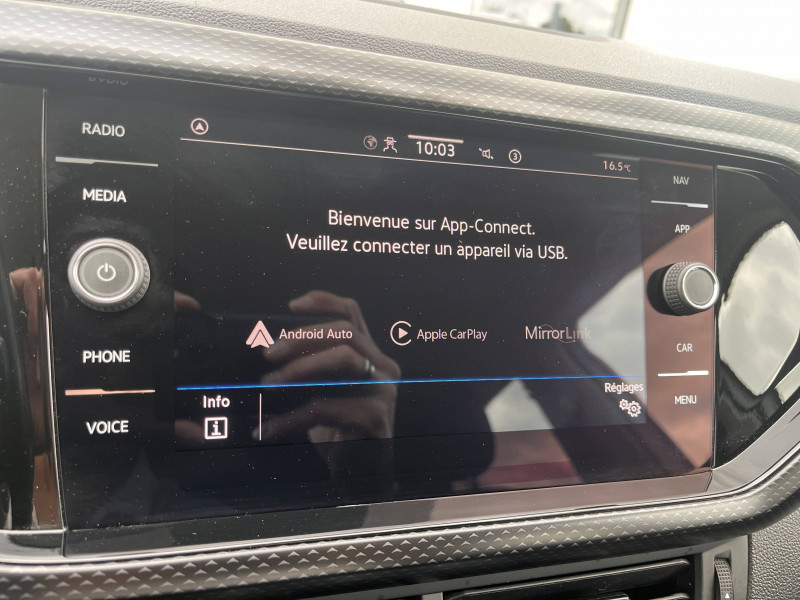 RADIO
MEDIA
PHONE
VOICE
10:03
3
16.5°C
Bienvenue sur App-Connect.
Veuillez connecter un appareil via USB.
Android Auto
Apple CarPlay
MirrorLink
Info
i
Réglages
NAV
APP
CAR
MENU